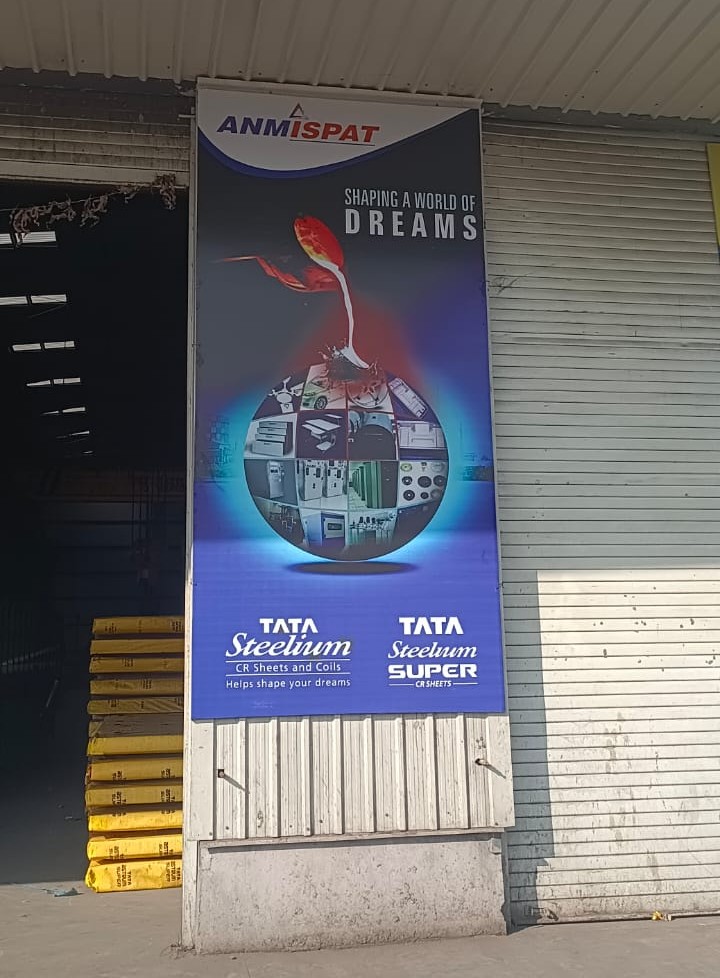 ANMISPAT
SHAPING A WORLD OF
DREAMS
TATA
Steelium
CR Sheets and Coils
Helps shape your dreams
TATA
Steelium
SUPER
CR SHEETS